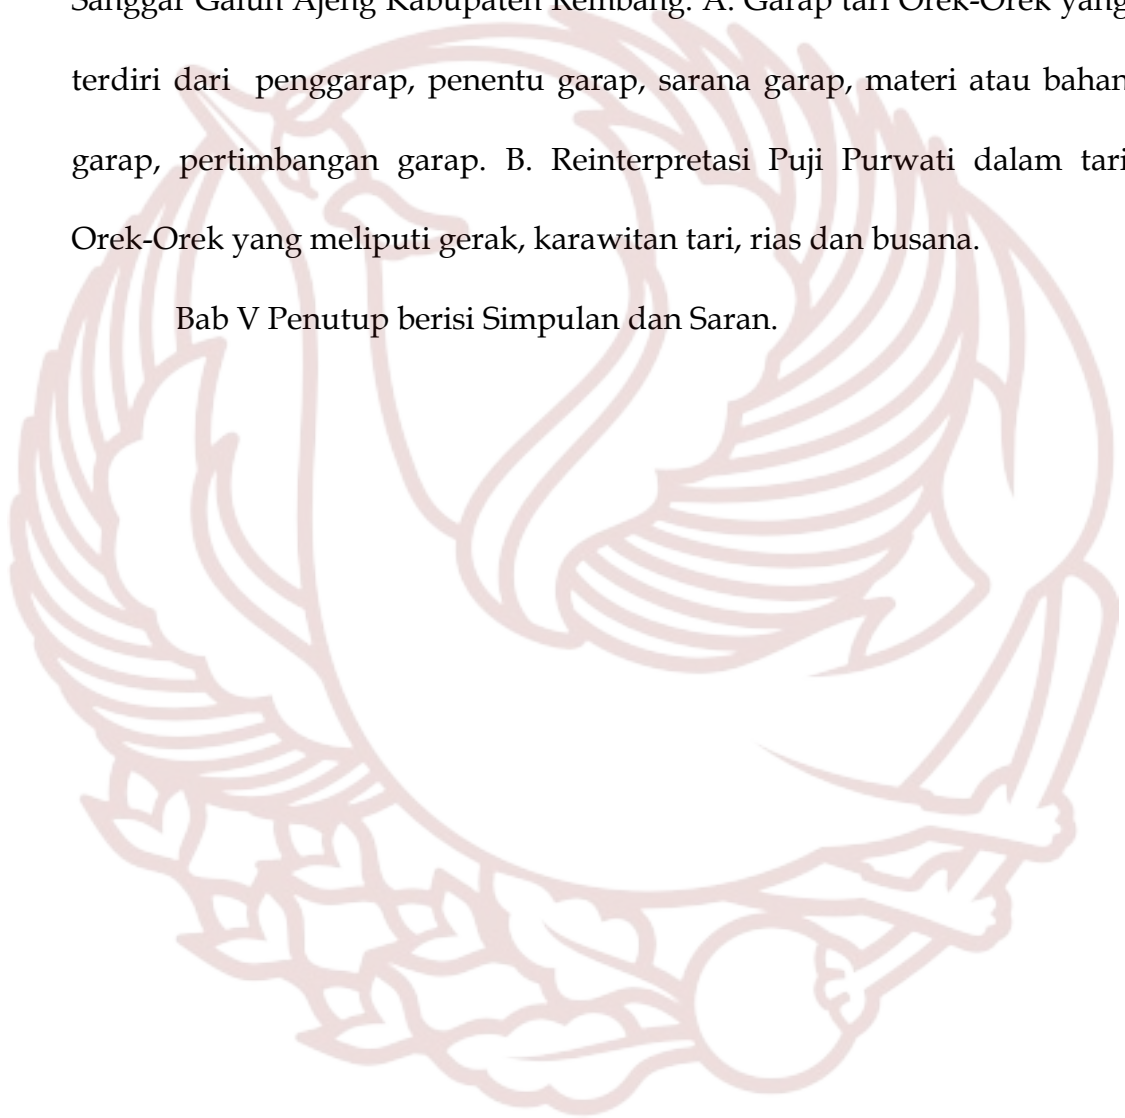 Sanggar Galuh Ajeng Kabupaten Rembang. A. Garap tari Orek-Orek yang
terdiri dari penggarap, penentu garap, sarana garap, materi atau bahan
garap, pertimbangan garap. B. Reinterpretasi Puji Purwati dalam tari
Orek-Orek yang meliputi gerak, karawitan tari, rias dan busana.
Bab V Penutup berisi Simpulan dan Saran.